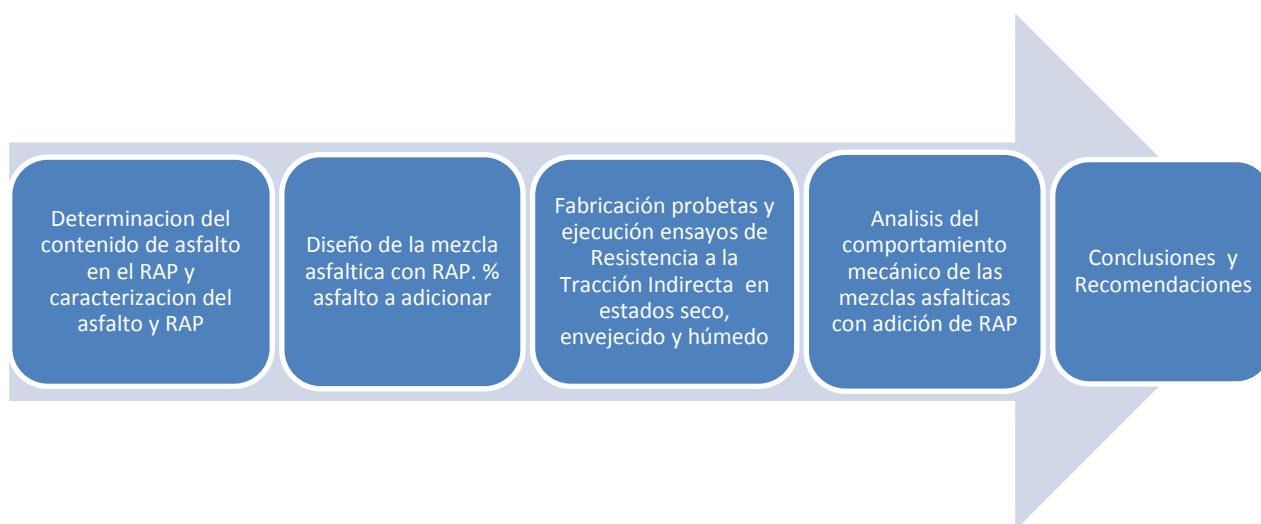 Determinacion del
contenido de asfalto
en el RAP y
caracterizacion del
asfalto y RAP
Diseño de la mezcla
asfaltica con RAP. %
asfalto a adicionar
Fabricación probetas y
ejecución ensayos de
Resistencia a la
Tracción Indirecta en
estados seco,
envejecido y húmedo
Analisis del
comportamiento
mecánico de las
mezclas asfalticas
con adición de RAP
Conclusiones y
Recomendaciones